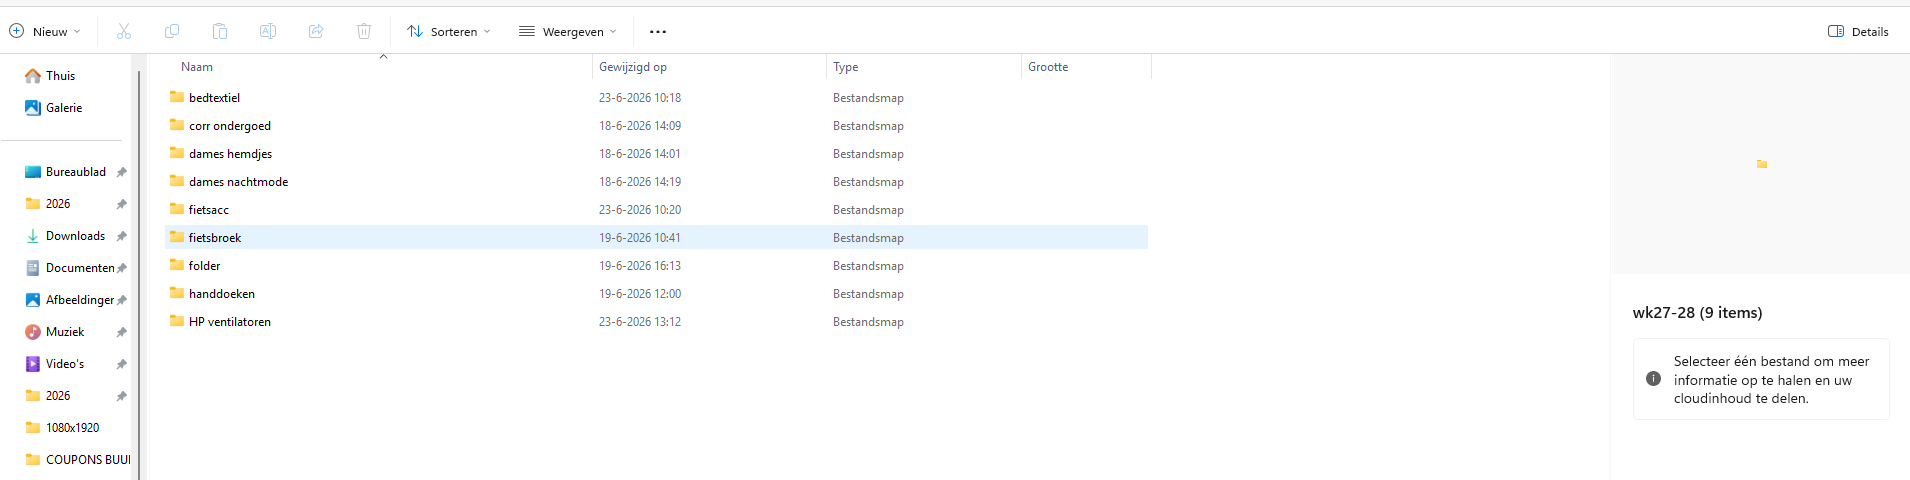 Nieuw
Sorteren
Weergeven
Details
Thuis
Galerie
Bureaublad
2026
Downloads
Documenten
Afbeeldinger
Muziek
Video's
2026
1080x1920
COUPONS BUUI
Naam Gewijzigd op Type Grootte
bedtextiel 23-6-2026 10:18 Bestandsmap
corr ondergoed 18-6-2026 14:09 Bestandsmap
dames hemdjes 18-6-2026 14:01 Bestandsmap
dames nachtmode 18-6-2026 14:19 Bestandsmap
fietsacc 23-6-2026 10:20 Bestandsmap
fietsbroek 19-6-2026 10:41 Bestandsmap
folder 19-6-2026 16:13 Bestandsmap
handdoeken 19-6-2026 12:00 Bestandsmap
HP ventilatoren 23-6-2026 13:12 Bestandsmap
wk27-28 (9 items)
Selecteer één bestand om meer
informatie op te halen en uw
cloudinhoud te delen.